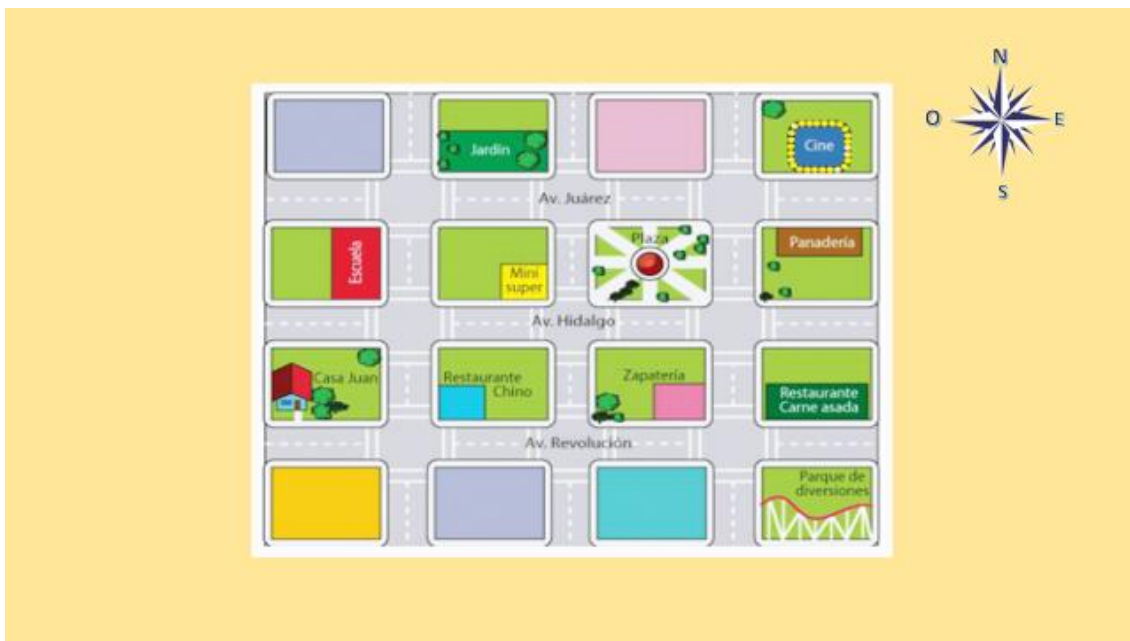 N
O
E
S
Jardín
Cine
Av. Juárez
Escuela
Mini
super
Plaza
Panadería
Av. Hidalgo
Casa Juan
Restaurante
Chino
Zapatería
Restaurante
Carne asada
Av. Revolución
Parque de
diversiones